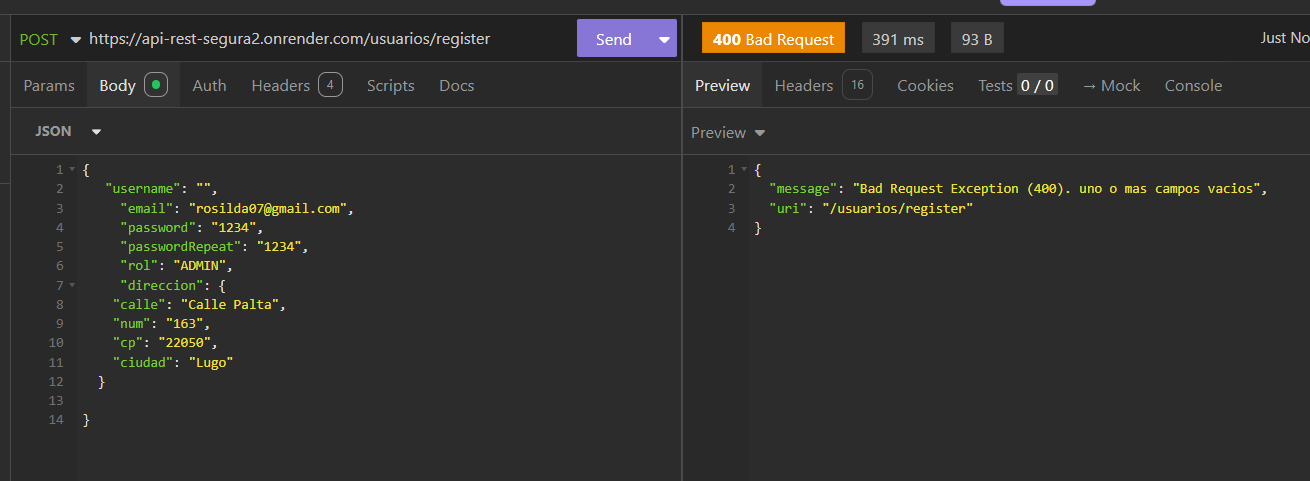 POST https://api-rest-segura2.onrender.com/usuarios/register Send 400 Bad Request 391 ms 93 B Just No
Params Body Auth Headers 4 Scripts Docs Preview Headers 16 Cookies Tests 0 / 0 → Mock Console
JSON
Preview
1 {
2 "username": "",
3 "email": "rosilda07@gmail.com",
4 "password": "1234",
5 "passwordRepeat": "1234",
6 "rol": "ADMIN",
7 "direccion": {
8 "calle": "Calle Palta",
9 "num": "163",
10 "cp": "22050",
11 "ciudad": "Lugo"
12 }
13
14 }
1 {
2 "message": "Bad Request Exception (400). uno o mas campos vacios",
3 "uri": "/usuarios/register"
4 }